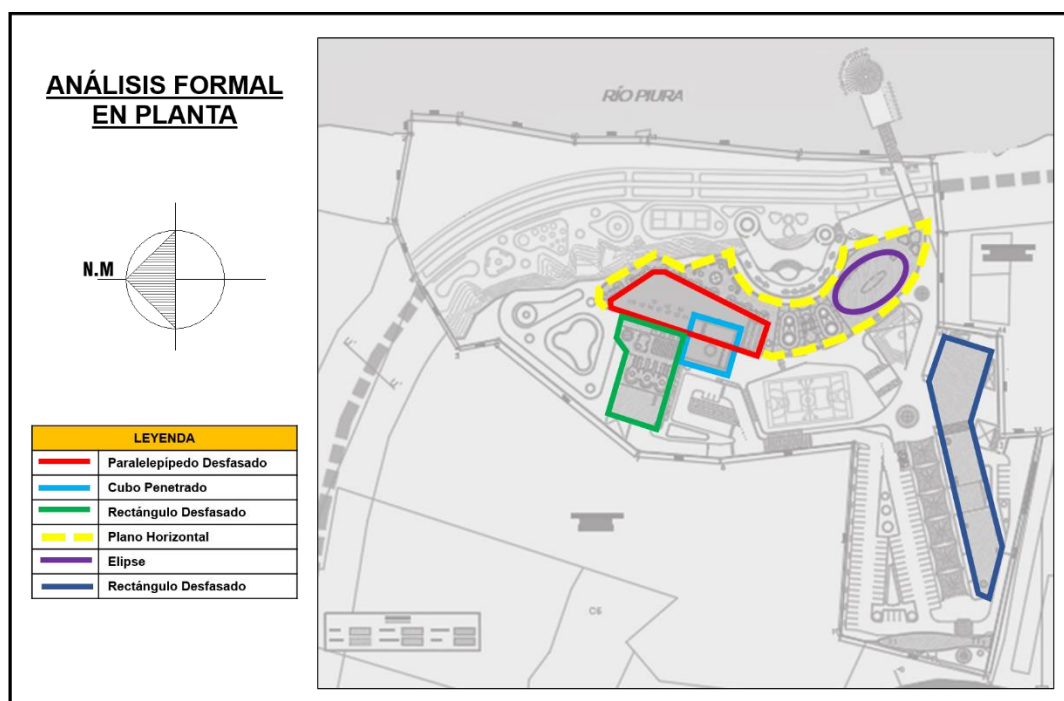 ANÁLISIS FORMAL
EN PLANTA
N.M
LEYENDA
Paralelepípedo Desfasado
Cubo Penetrado
Rectángulo Desfasado
Plano Horizontal
Elipse
Rectángulo Desfasado
RÍO PIURA